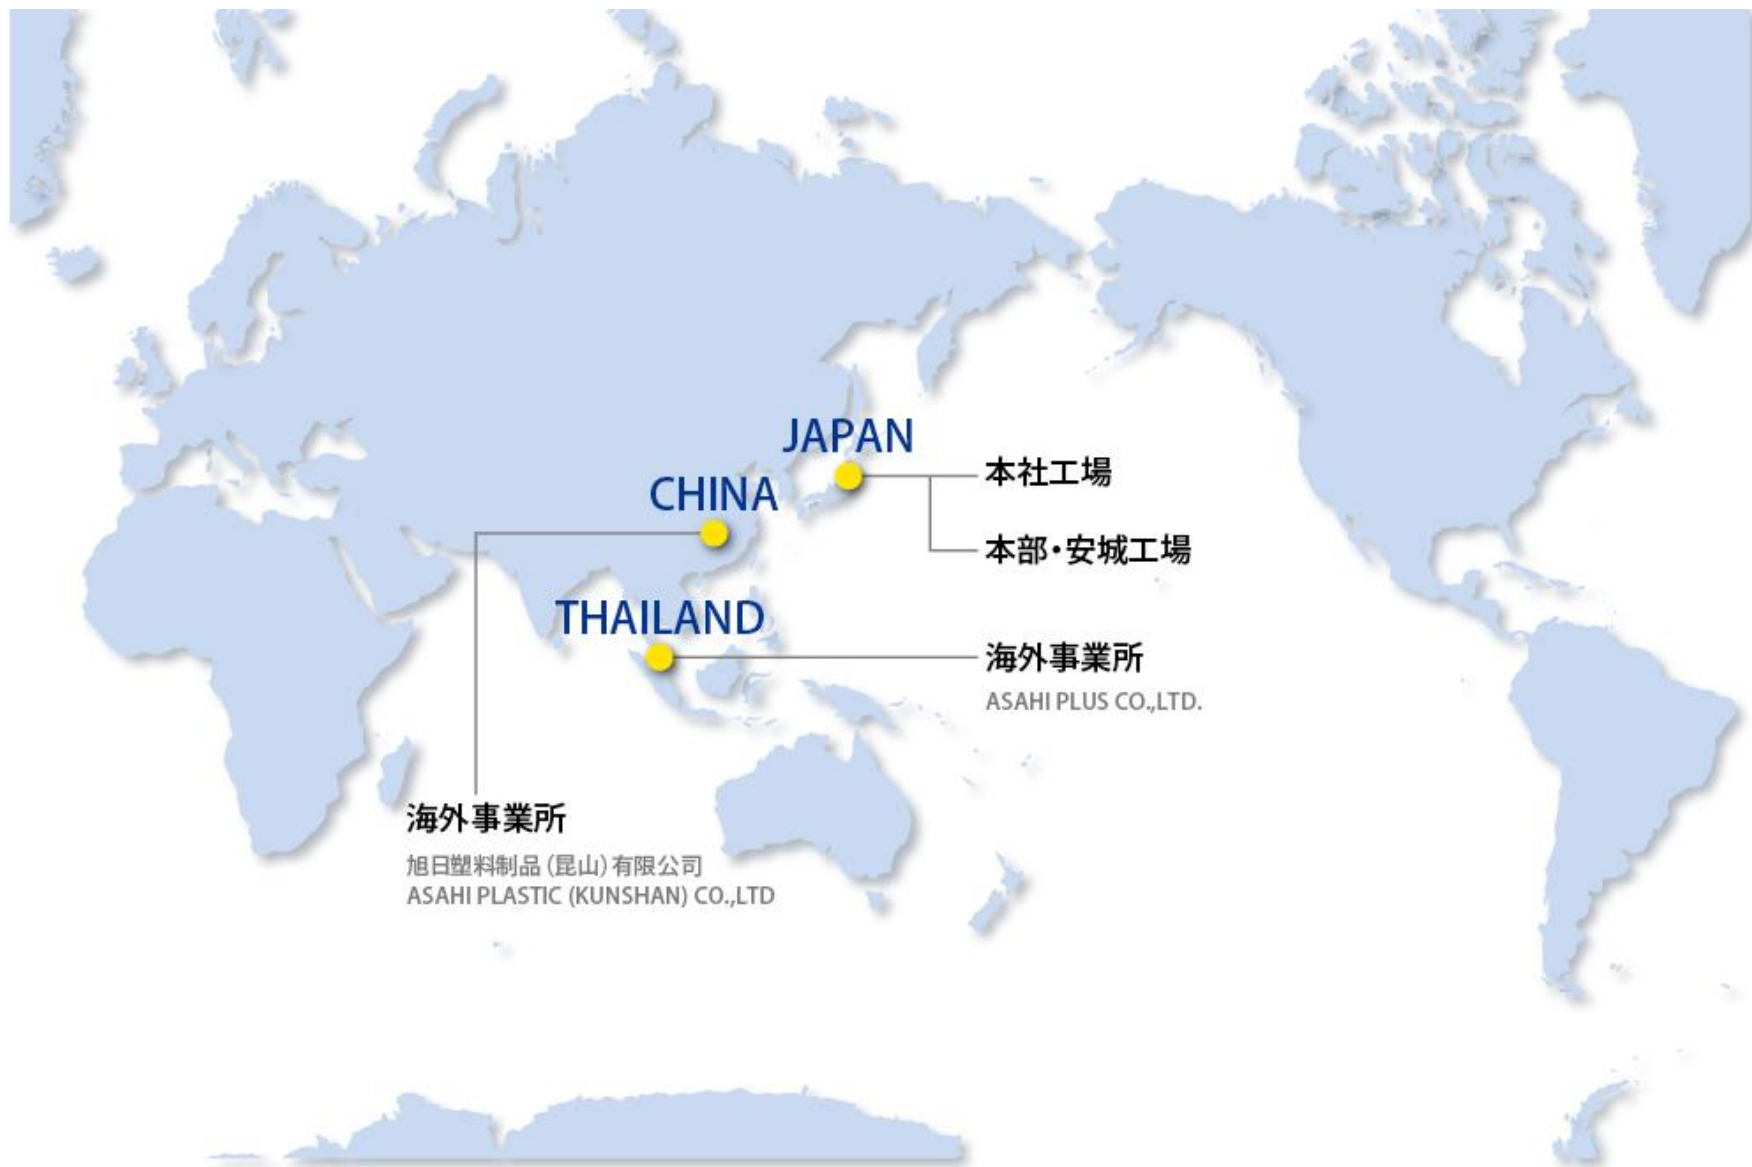 JAPAN
本社工場
CHINA
本部・安城工場
THAILAND
海外事業所
ASAHI PLUS CO.,LTD.
海外事業所
旭日塑料制品（昆山）有限公司
ASAHI PLASTIC (KUNSHAN) CO.,LTD